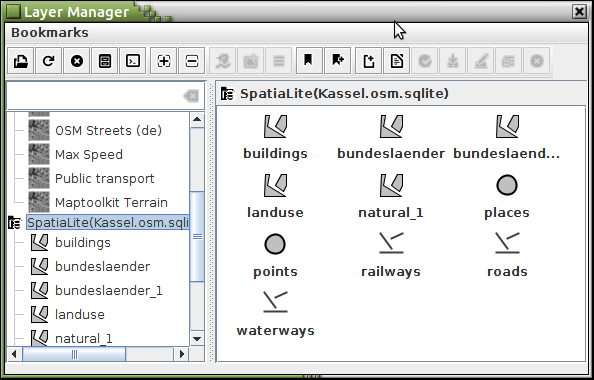 Layer Manager
Bookmarks
SpatiaLite(Kassel.osm.sqlite)
OSM Streets (de)
Max Speed
Public transport
Maptoolkit Terrain
SpatiaLite(Kassel.osm.sqli
buildings
bundeslaender
bundeslaender_1
landuse
natural_1
buildings bundeslaender bundeslaend...
landuse natural_1 places
points railways roads
waterways